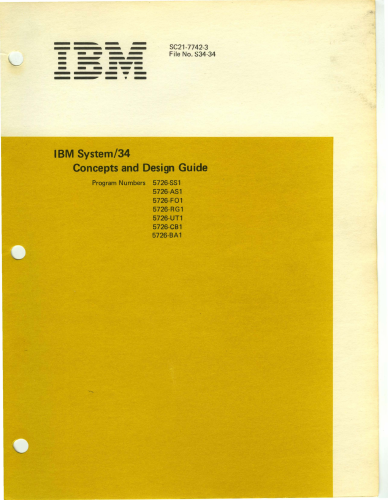 IBM
SC21-7742-3
File No. S34-34
IBM System/34
Concepts and Design Guide
Program Numbers 5726-SS1
5726-AS1
5726-FO1
5726-RG1
5726-UT1
5726-CB1
5726-BA1